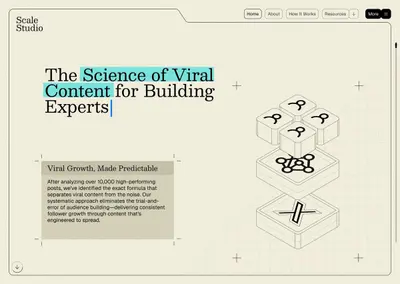 Scale
Studio
Home
About
How It Works
Resources
More
The Science of Viral
Content for Building
Experts
Viral Growth, Made Predictable
After analyzing over 10,000 high-performing
posts, we've identified the exact formula that
separates viral content from the noise. Our
systematic approach eliminates the trial-and-
error of audience building—delivering consistent
follower growth through content that's
engineered to spread.